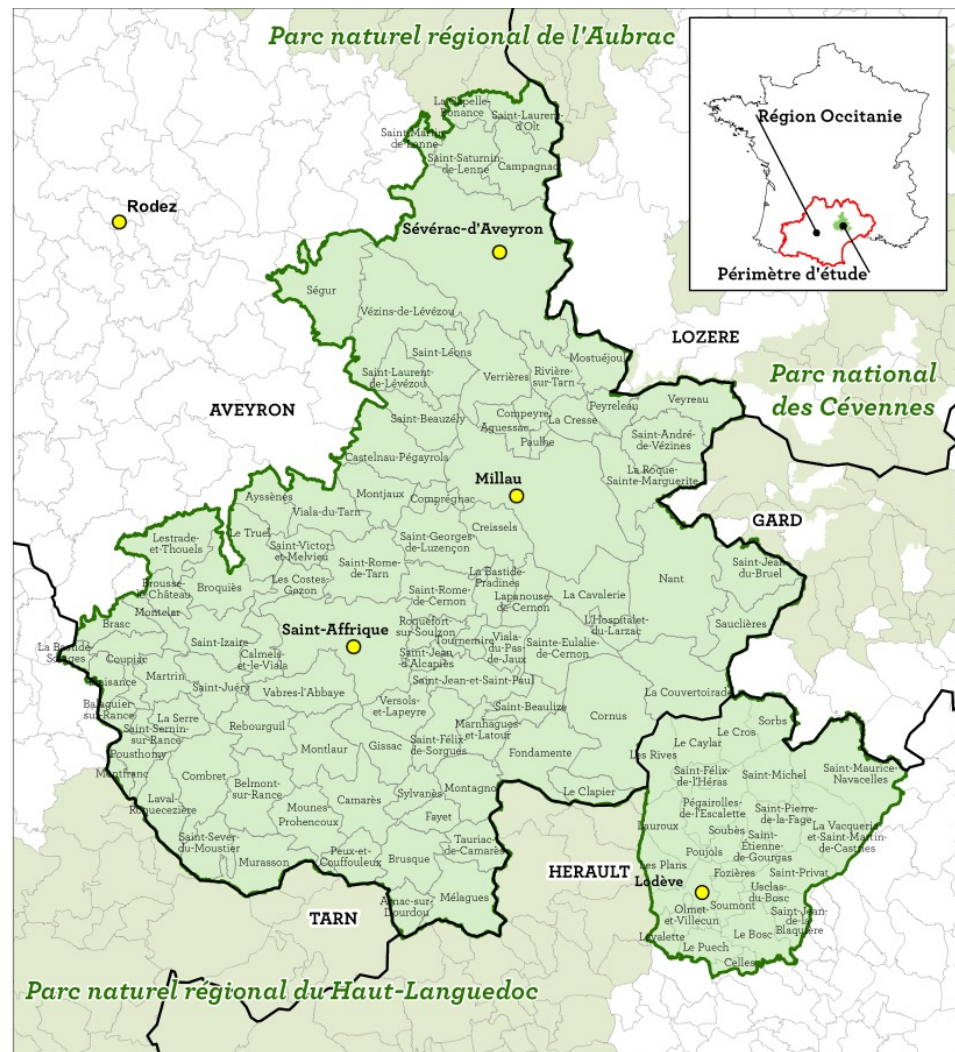 Parc naturel régional de l'Aubrac
Région Occitanie
Périmètre d'étude
La Capelle-
Bonance
Saint-Laurent-
d'Olt
Saint-Martin-
de-Lenne
Saint-Saturnin-
de-Lenne
Campagnac
Rodez
Sévérac-d'Aveyron
Ségur
Vézins-de-Lévézou
LOZERE
Saint-Léons
Mostuéjouls
Saint-Laurent-
de-Lévézou
Verrières
Rivière-
sur-Tarn
Parc national
des Cévennes
Peyreleau
Veyreau
AVEYRON
Saint-Beauzély
Compeyre
Aguessac
La Cresse
Paulhe
Saint-André-
de-Vézines
Castelnau-Pégayrols
La Roque-
Sainte-Marguerite
Millau
Ayssènes
Montjaux
Comprégnac
Viala-du-Tarn
GARD
Lestrade-
et-Thouels
Le Truel
Saint-Victor-
et-Melvieu
Saint-Georges-
de-Luzençon
Creissels
Saint-Rome-
de-Tarn
Saint-Jean-
du-Bruel
Brousse-
le-Château
Broquiès
Les Costes-
Gozon
La Bastide-
Pradines
Nant
Saint-Rome-
de-Cernon
Lapanouse-
de-Cernon
La Cavalerie
Montclar
Brasc
Saint-Affrique
Roquefort-
sur-Soulzon
L'Hospitalet-
du-Larzac
Sauclières
La Bastide-
Solages
Saint-Izaire
Calmels-
et-le-Viala
Tournemire
Viala-
du-Pas-
de-Jaux
Sainte-Eulalie-
de-Cernon
Saint-Jean-
d'Alcapiès
Coupiac
Plaisance
Martrin
Saint-Juéry
Vabres-l'Abbaye
Saint-Jean-et-Saint-Paul
La Couvertoirade
Balaguier-
sur-Rance
Versols-
et-Lapeyre
Saint-Beaulize
Cornus
La Serre
Saint-Sernin-
sur-Rance
Rebourguil
Marnhagues-
et-Latour
Sorbs
Pousthomy
Montlaur
Gissac
Saint-Félix-
de-Sorgues
Fondamente
Le Cros
Le Caylar
Les Rives
Montfranc
Combret
Belmont-
sur-Rance
Sylvanès
Montagnol
Le Clapier
Saint-Félix-
de-l'Héras
Saint-Michel
Saint-Maurice-
Navacelles
Laval-
Roquecezière
Mounes-
Prohencoux
Camarès
Fayet
Pégairolles-
de-l'Escalette
Saint-Pierre-
de-la-Fage
Lauroux
Soubès
La Vacquerie-
et-Saint-Martin-
de-Castries
Saint-Sever-
du-Moustier
Tauriac-
de-Camarès
Saint-
Étienne-
de-Gourgas
Murasson
Peux-et-
Couffouleux
Brusque
Poujols
Les Plans
HERAULT
Lodève
Fozières
Saint-Privat
Mélagues
Arnac-sur-
Dourdou
Usclas-
du-Bosc
TARN
Olmet-
et-Villecun
Soumont
Saint-Jean-
de-la-
Blaquière
Lavalette
Le Bosc
Le Puech
Celles
Parc naturel régional du Haut-Languedoc